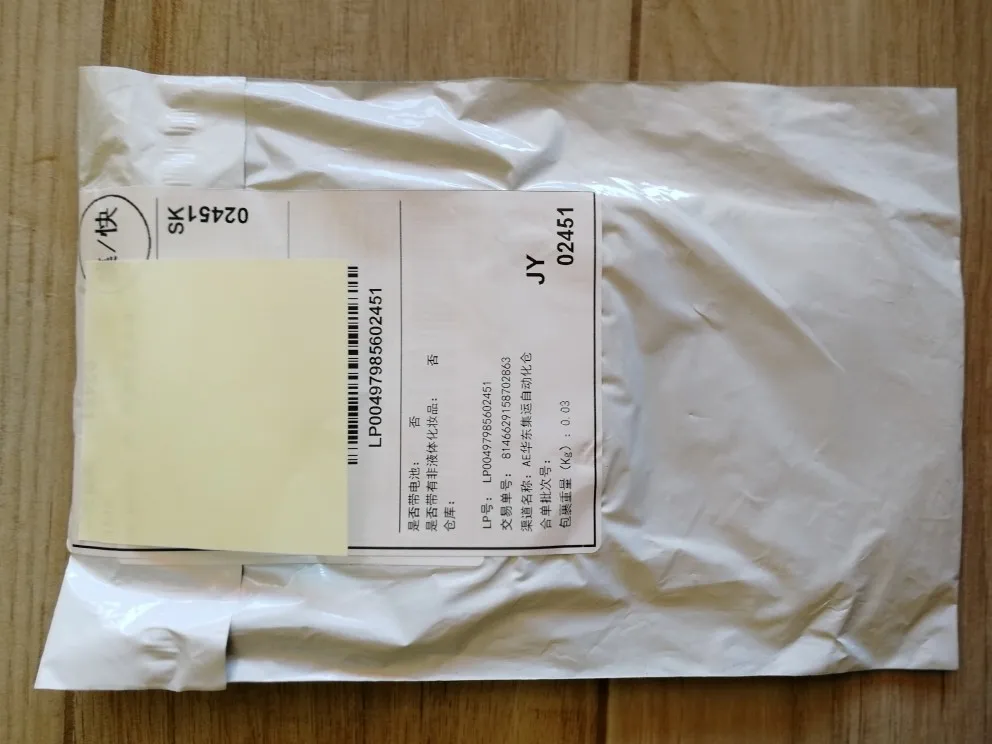 /快
SK
02451
LP00497985602451
是否带电池： 否
是否带有非液体化妆品： 否
仓库：
LP号： LP00497985602451
交易单号： 8146629158702863
渠道名称： AE华东集运自动化仓
合单批次号：
包裹重量（Kg）： 0.03
JY
02451